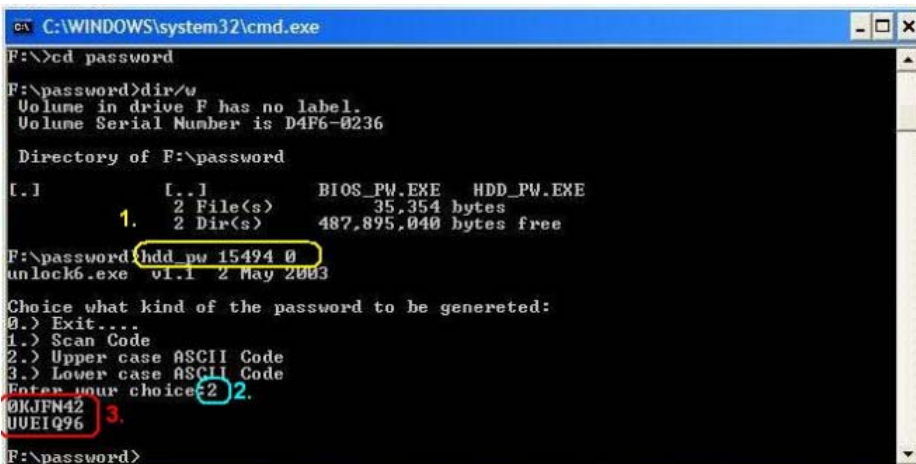 C:\WINDOWS\system32\cmd.exe
F:\>cd password
F:\password>dir/w
Volume in drive F has no label.
Volume Serial Number is D4F6-0236
Directory of F:\password
[.] [..] BIOS_PW.EXE HDD_PW.EXE
2 File(s) 35,354 bytes
1. 2 Dir(s) 487,895,040 bytes free
F:\password>hdd_pw 15494 0
unlock6.exe v1.1 2 May 2003
Choice what kind of the password to be genereted:
0.) Exit....
1.) Scan Code
2.) Upper case ASCII Code
3.) Lower case ASCII Code
Enter your choice:2 2.
0KJFN42 3.
UVEIQ96
F:\password>